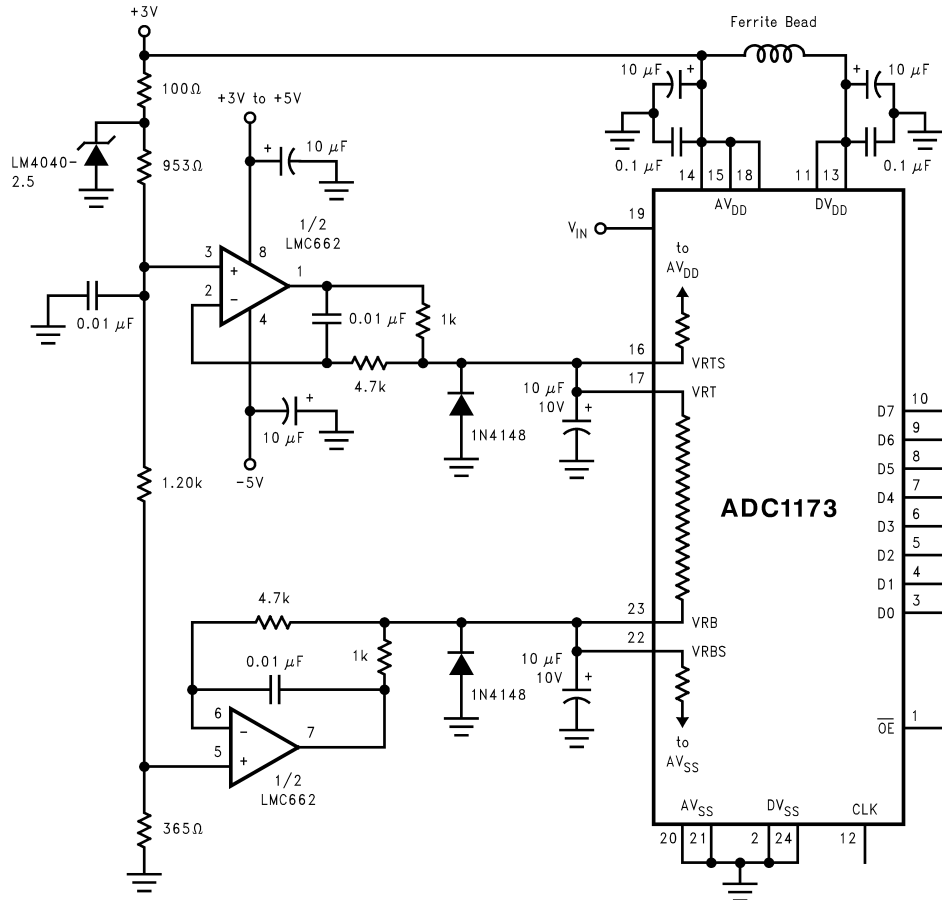 +3V
Ferrite Bead
100Ω
+3V to +5V
10 μF
+
+
10 μF
LM4040-
2.5
953Ω
+
10 μF
0.1 μF
0.1 μF
14
15
18
11
13
AVDD
DVDD
1/2
LMC662
VIN
19
3
+
8
1
2
−
4
to
AVDD
0.01 μF
0.01 μF
1k
4.7k
16
VRTS
17
VRT
10 μF
10V
+
1N4148
10 μF
+
-5V
D7
10
D6
9
D5
8
D4
7
D3
6
D2
5
D1
4
D0
3
1.20k
ADC1173
4.7k
23
VRB
22
VRBS
1k
0.01 μF
10 μF
10V
+
1N4148
6
−
5
+
7
to
AVSS
OE
1
1/2
LMC662
365Ω
AVSS
DVSS
CLK
20
21
2
24
12